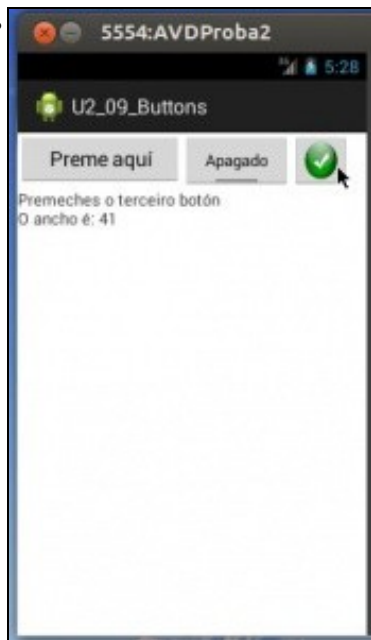 5554:AVDProba2
5:28
U2_09_Buttons
Preme aquí
Apagado
Premeches o terceiro botón
O ancho é: 41